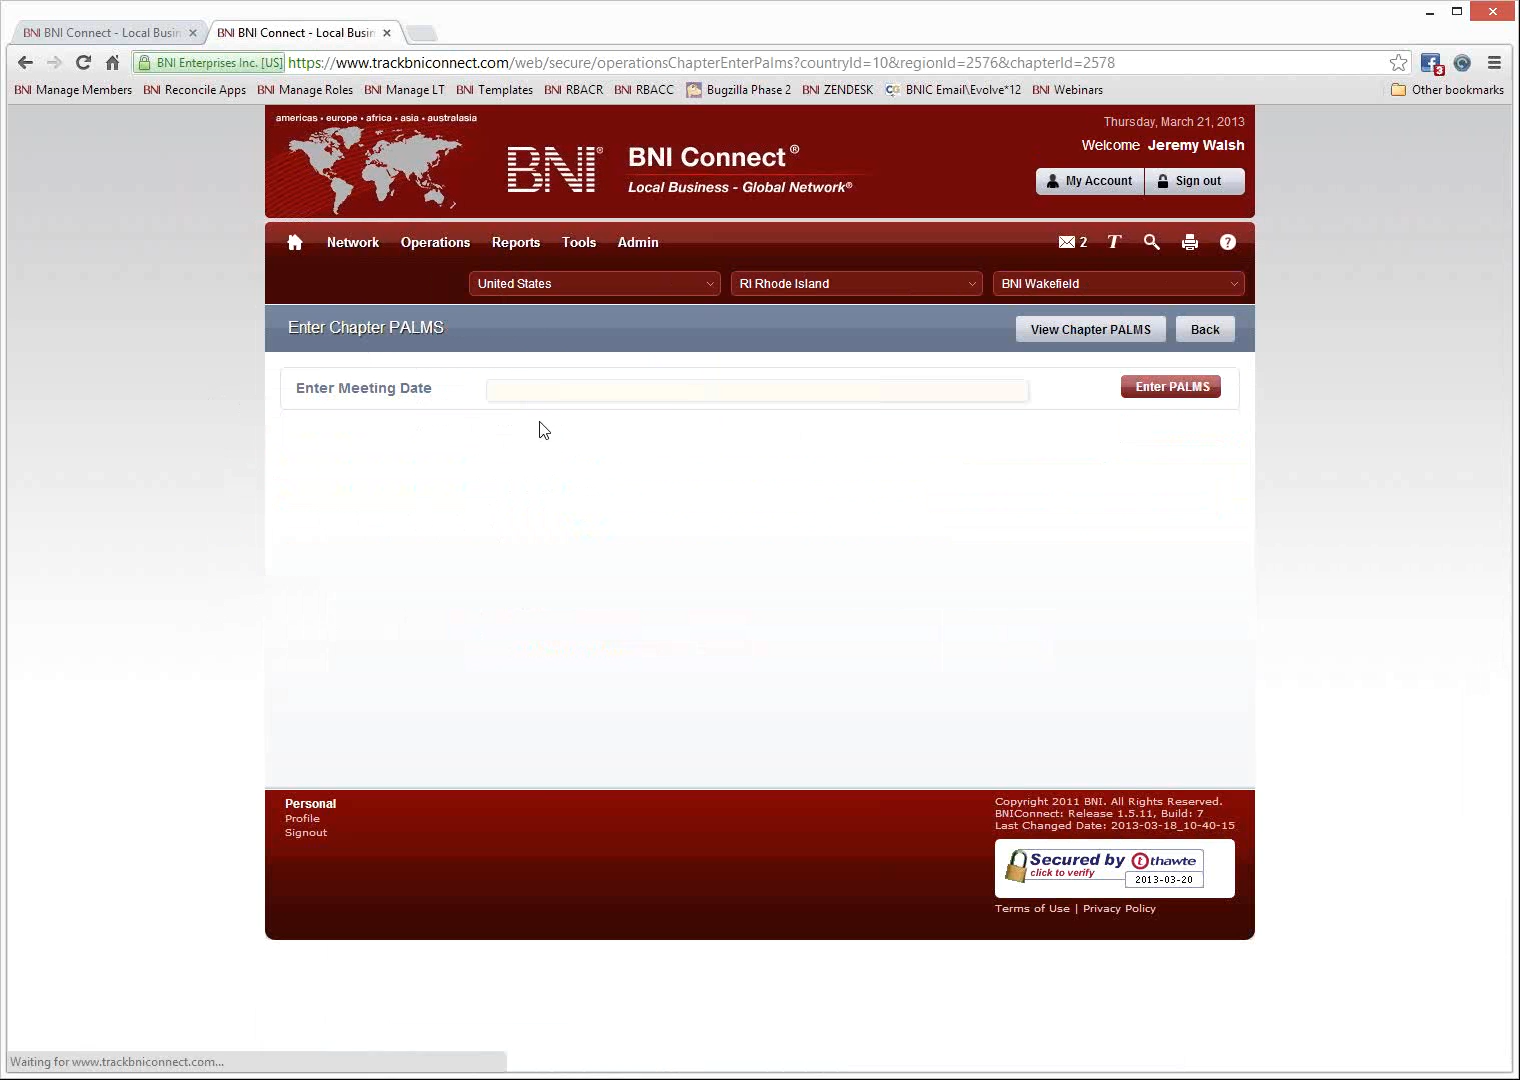 BNI BNI Connect - Local Busin
BNI BNI Connect - Local Busin
BNI Enterprises Inc. [US] https://www.trackbniconnect.com/web/secure/operationsChapterEnterPalms?countryId=10&regionId=2576&chapterId=2578
3
BNI Manage Members BNI Reconcile Apps BNI Manage Roles BNI Manage LT BNI Templates BNI RBACR BNI RBACC Bugzilla Phase 2 BNI ZENDESK CG BNIC Email\Evolve*12 BNI Webinars Other bookmarks
americas • europe • africa • asia • australasia
Thursday, March 21, 2013
Welcome Jeremy Walsh
BNI® BNI Connect®
Local Business - Global Network®
My Account Sign out
Network Operations Reports Tools Admin 2 T ?
United States RI Rhode Island BNI Wakefield
Enter Chapter PALMS View Chapter PALMS Back
Enter Meeting Date Enter PALMS
Personal
Profile
Signout
Copyright 2011 BNI. All Rights Reserved.
BNIConnect: Release 1.5.11, Build: 7
Last Changed Date: 2013-03-18_10-40-15
Secured by thawte
click to verify
2013-03-20
Terms of Use | Privacy Policy
Waiting for www.trackbniconnect.com...